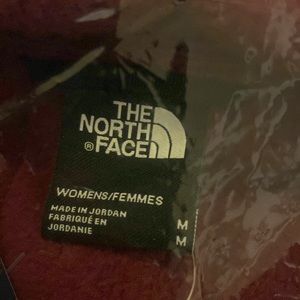 THE
NORTH
® FACE
WOMENS/FEMMES
MADE IN JORDAN
FABRIQUÉ EN
JORDANIE
M
M